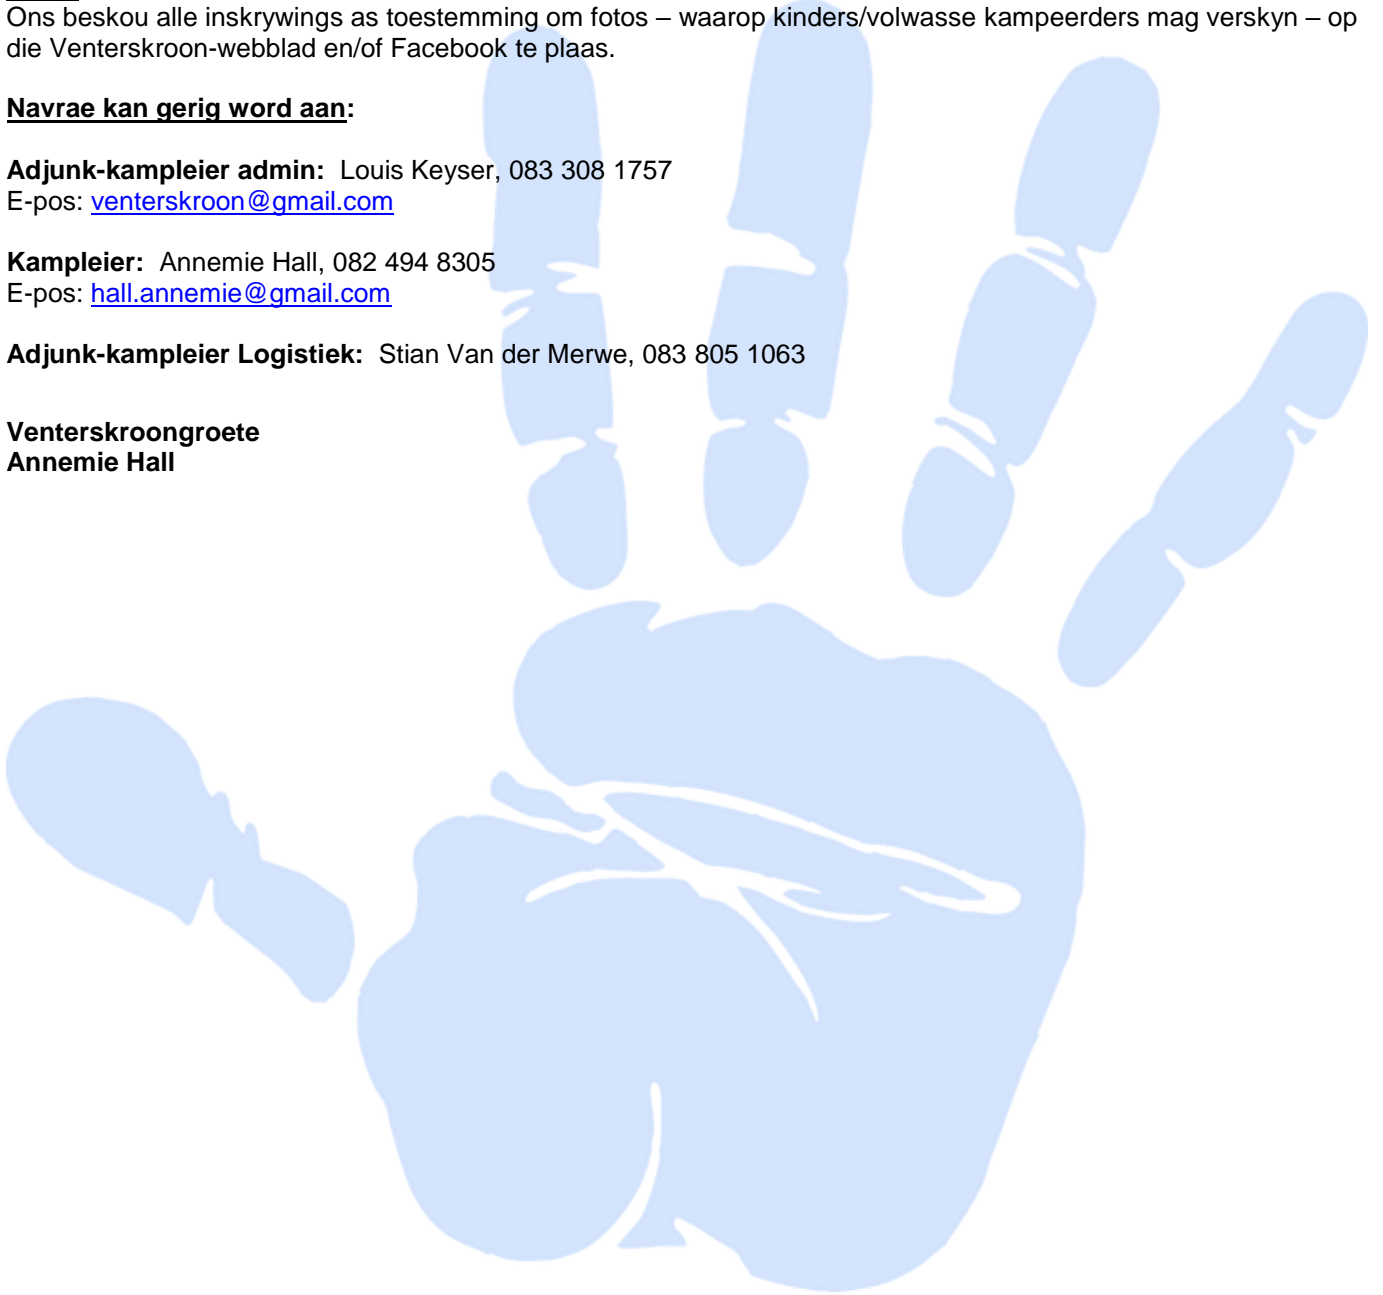 Ons beskou alle inskrywings as toestemming om fotos – waarop kinders/volwasse kampeerders mag verskyn – op
die Venterskroon-webblad en/of Facebook te plaas.
Navrae kan gerig word aan:
Adjunk-kampleier admin: Louis Keyser, 083 308 1757
E-pos: venterskroon@gmail.com
Kampleier: Annemie Hall, 082 494 8305
E-pos: hall.annemie@gmail.com
Adjunk-kampleier Logistiek: Stian Van der Merwe, 083 805 1063
Venterskroongroete
Annemie Hall